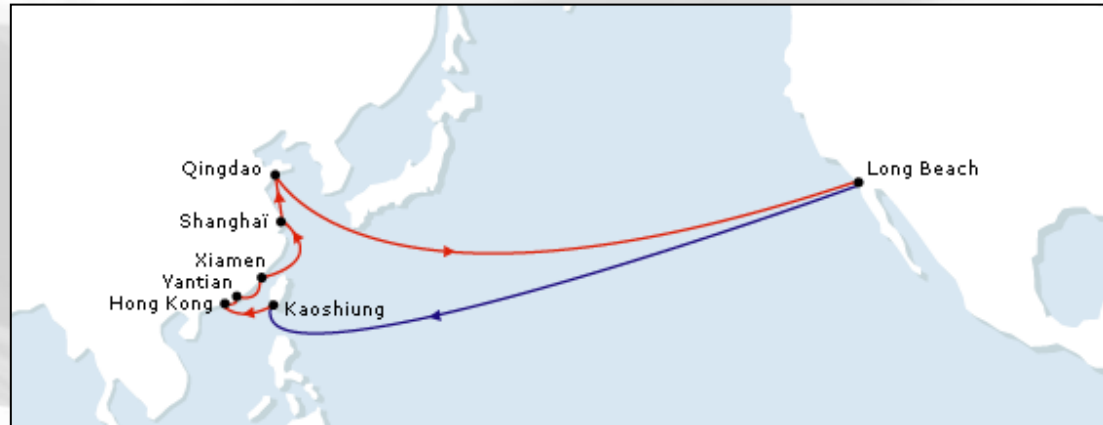 Qingdao
Long Beach
Shanghaï
Xiamen
Yantian
Hong Kong
Kaoshiung